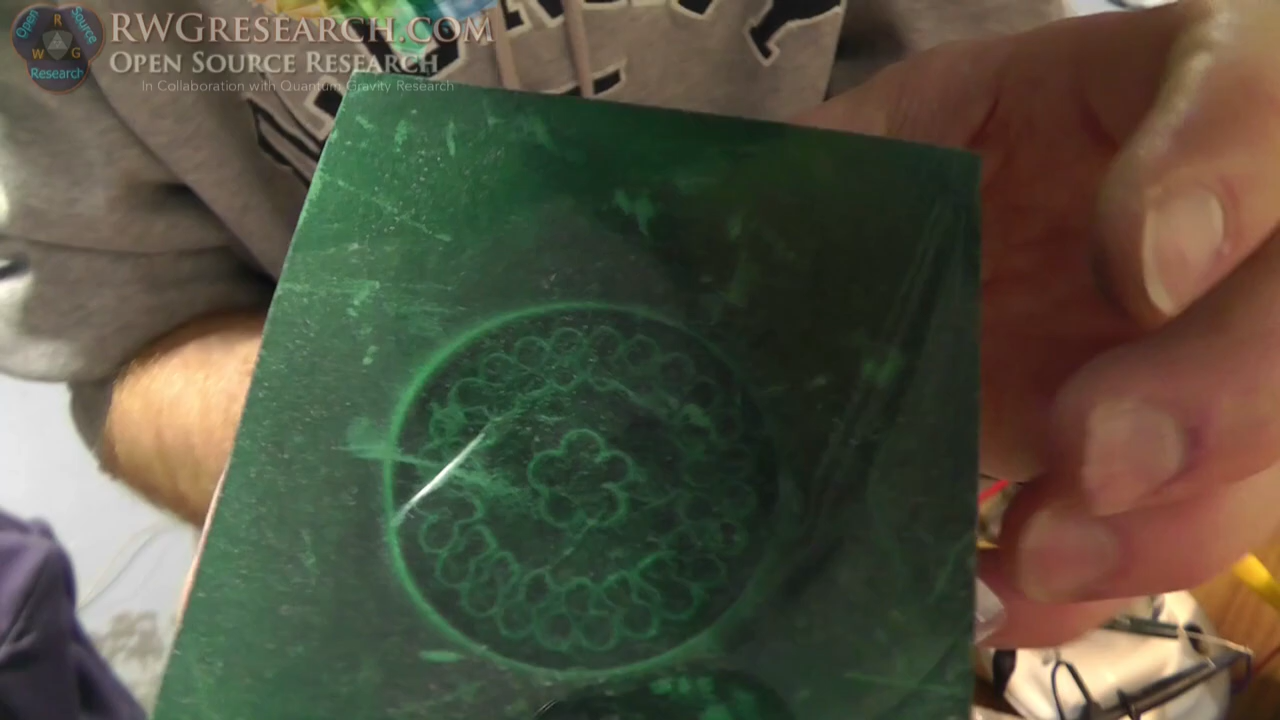 Open Source
R
W G
Research
RWGresearch.com
Open Source Research
In Collaboration with Quantum Gravity Research